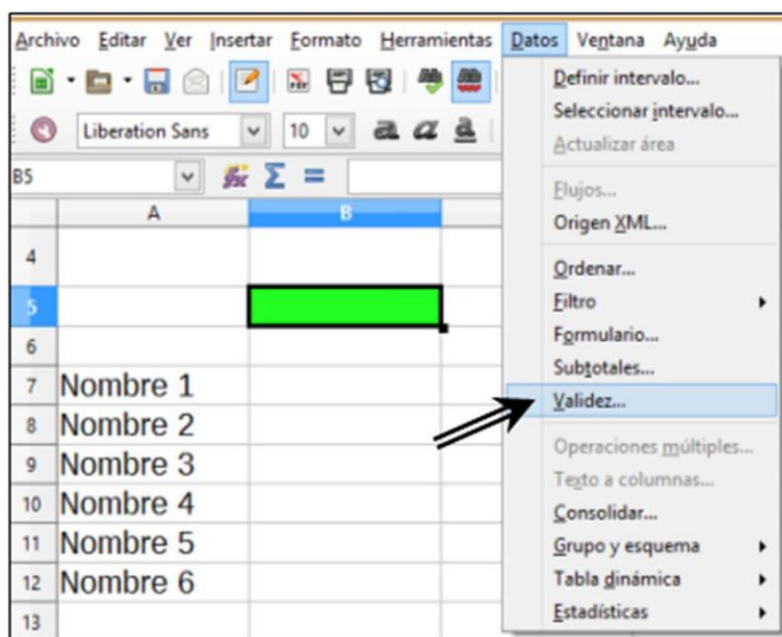 Archivo Editar Ver Insertar Formato Herramientas Datos Ventana Ayuda
Liberation Sans 10 a a a
B5
A B
4
5
6
7 Nombre 1
8 Nombre 2
9 Nombre 3
10 Nombre 4
11 Nombre 5
12 Nombre 6
13
Definir intervalo...
Seleccionar intervalo...
Actualizar área
Flujos...
Origen XML...
Ordenar...
Filtro
Formulario...
Subtotales...
Validez...
Operaciones múltiples...
Texto a columnas...
Consolidar...
Grupo y esquema
Tabla dinámica
Estadísticas